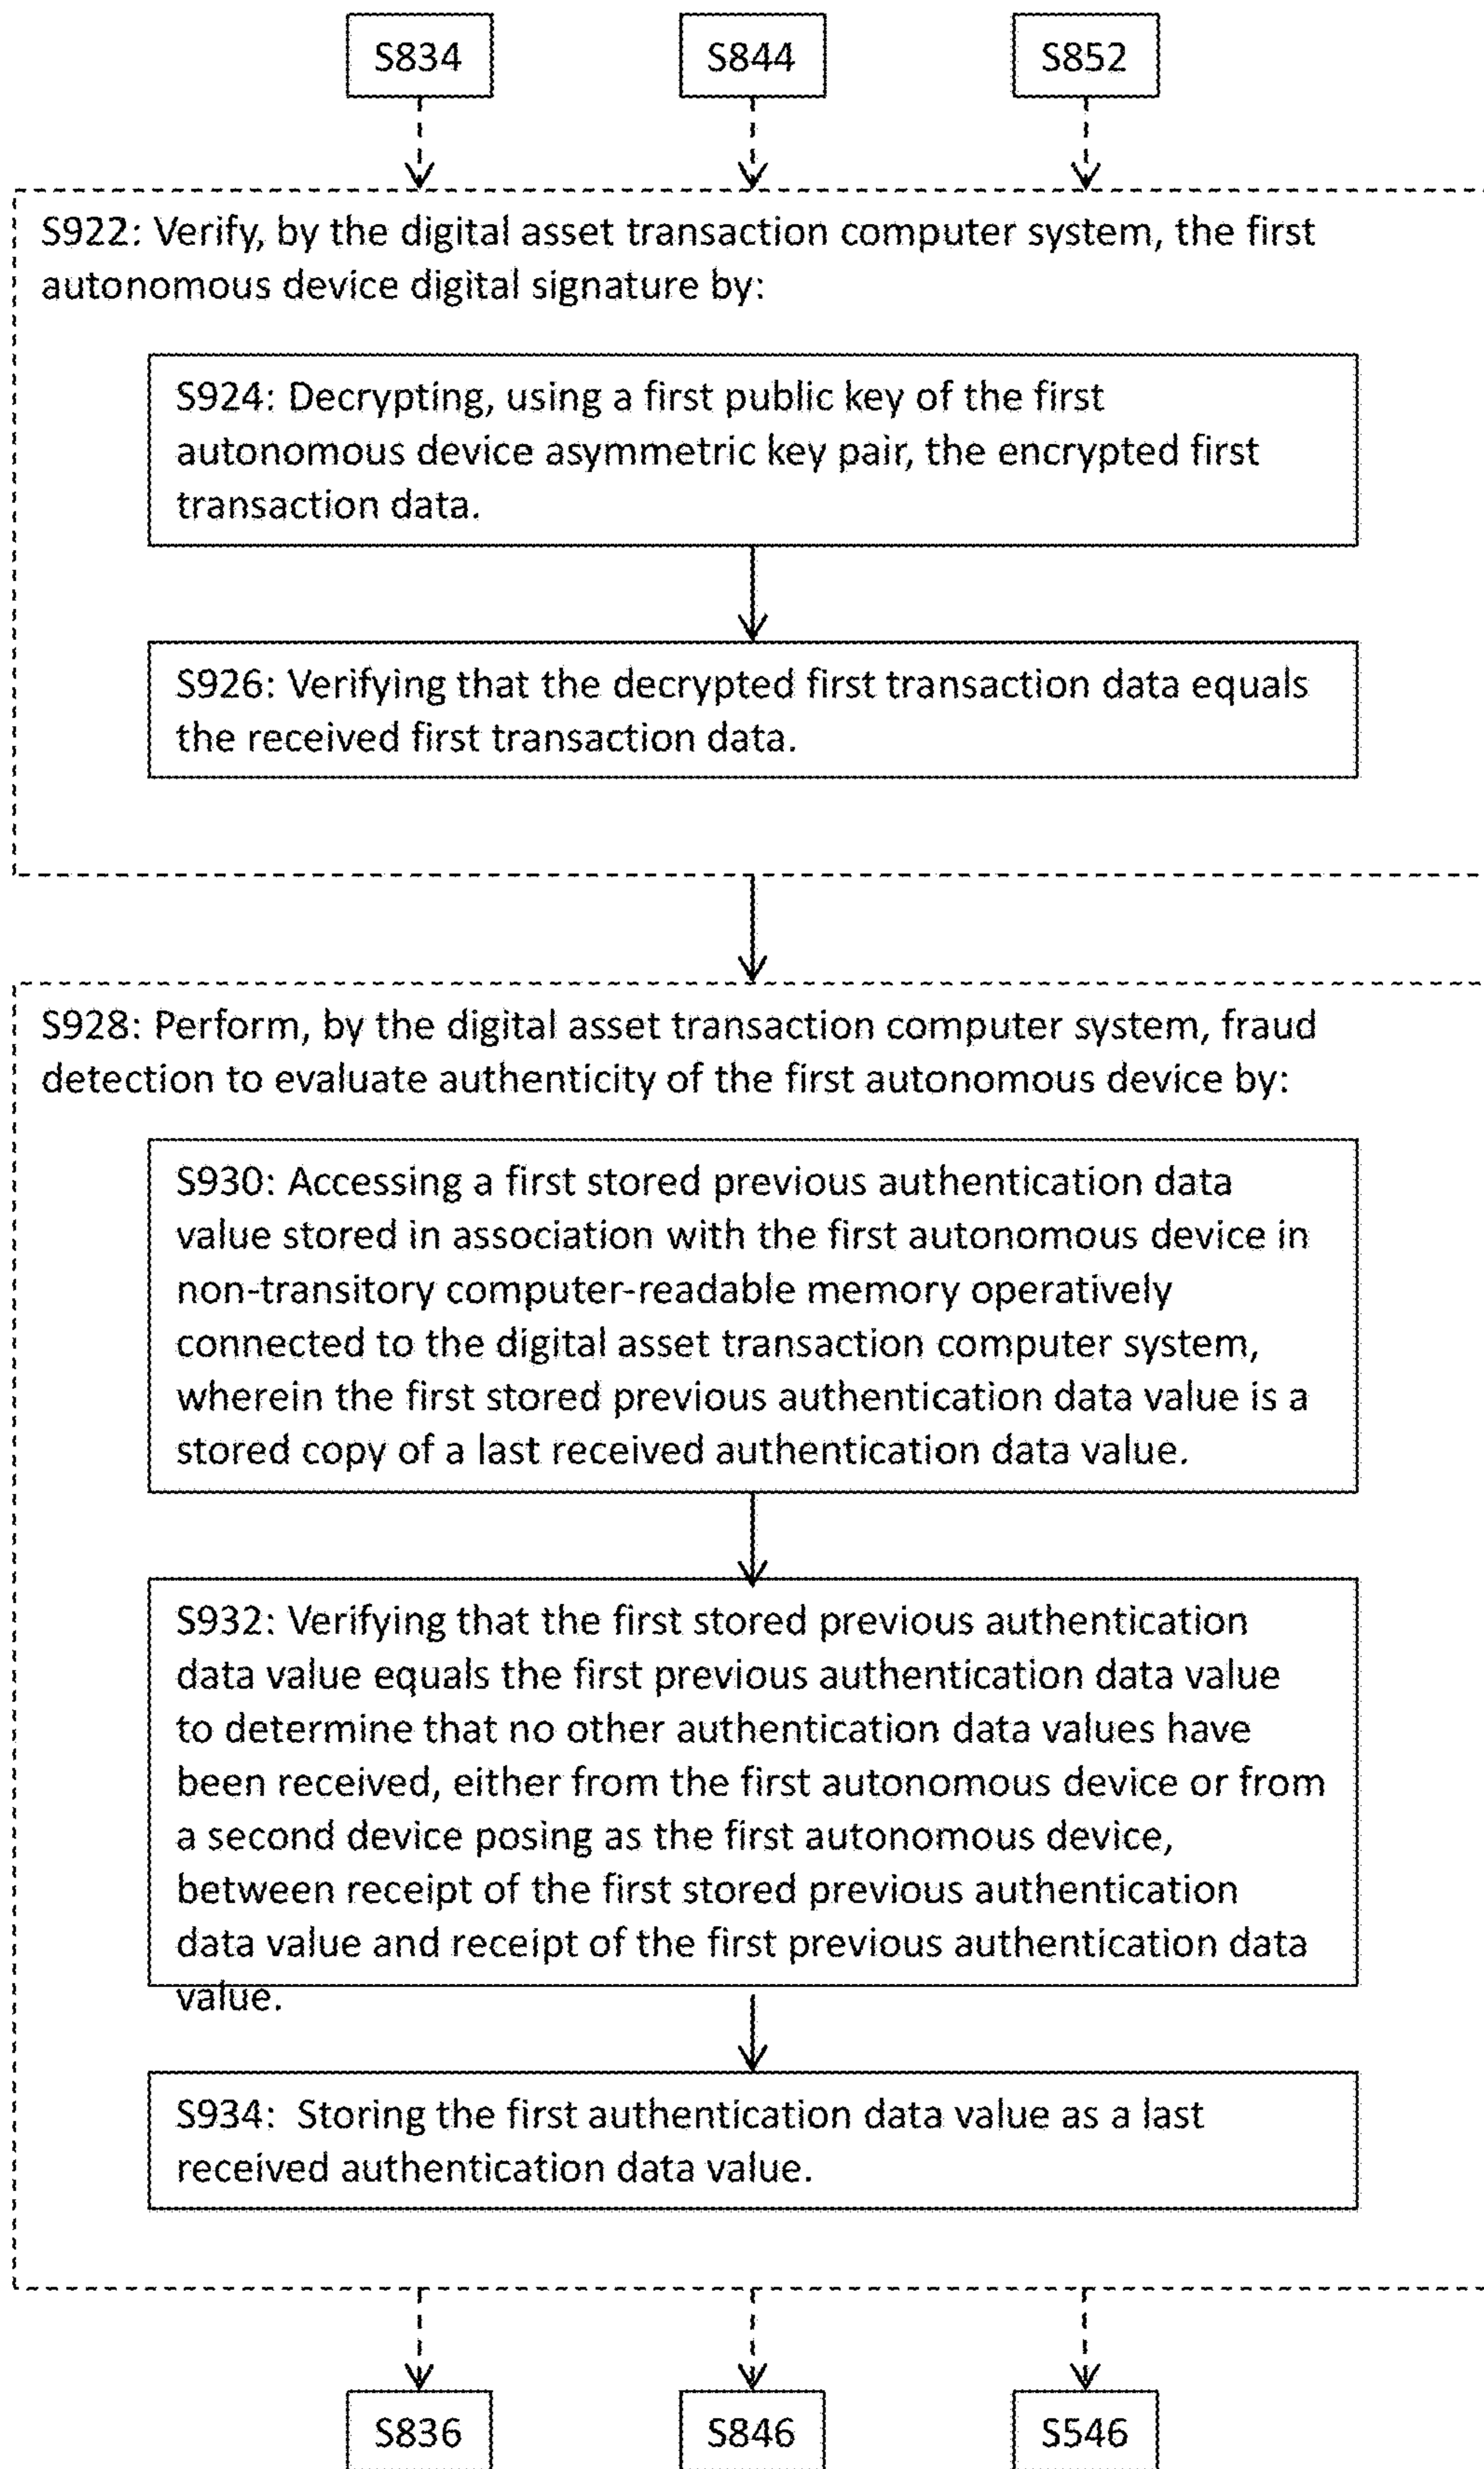 S834 S844 S852
S922: Verify, by the digital asset transaction computer system, the first
autonomous device digital signature by:
S924: Decrypting, using a first public key of the first
autonomous device asymmetric key pair, the encrypted first
transaction data.
S926: Verifying that the decrypted first transaction data equals
the received first transaction data.
S928: Perform, by the digital asset transaction computer system, fraud
detection to evaluate authenticity of the first autonomous device by:
S930: Accessing a first stored previous authentication data
value stored in association with the first autonomous device in
non-transitory computer-readable memory operatively
connected to the digital asset transaction computer system,
wherein the first stored previous authentication data value is a
stored copy of a last received authentication data value.
S932: Verifying that the first stored previous authentication
data value equals the first previous authentication data value
to determine that no other authentication data values have
been received, either from the first autonomous device or from
a second device posing as the first autonomous device,
between receipt of the first stored previous authentication
data value and receipt of the first previous authentication data
value.
S934: Storing the first authentication data value as a last
received authentication data value.
S836 S846 S546